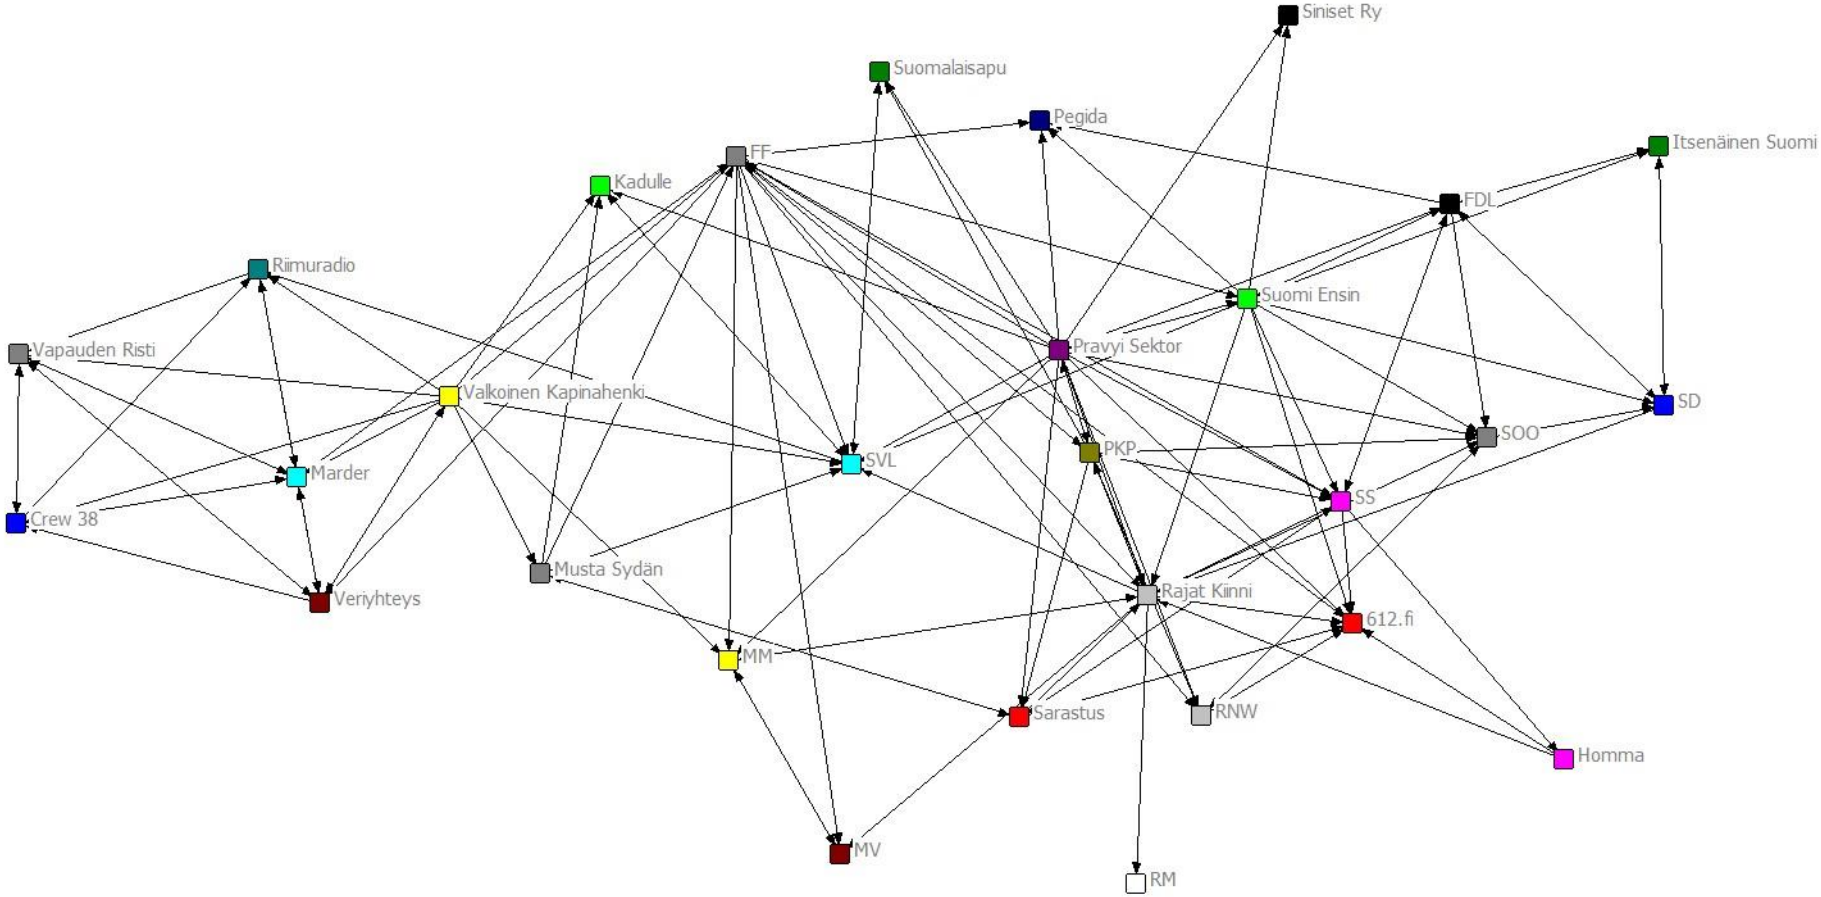 Siniset Ry
Suomalaisapu
Pegida
Itsenäinen Suomi
FF
Kadulle
FDL
Riimuradio
Suomi Ensin
Pravyi Sektor
Vapauden Risti
Valkoinen Kapinahenki
SD
SOO
PKP
SVL
Marder
SS
Crew 38
Musta Sydän
Rajat Kiinni
Veriyhteys
612.fi
MM
Sarastus
RNW
Homma
MV
RM